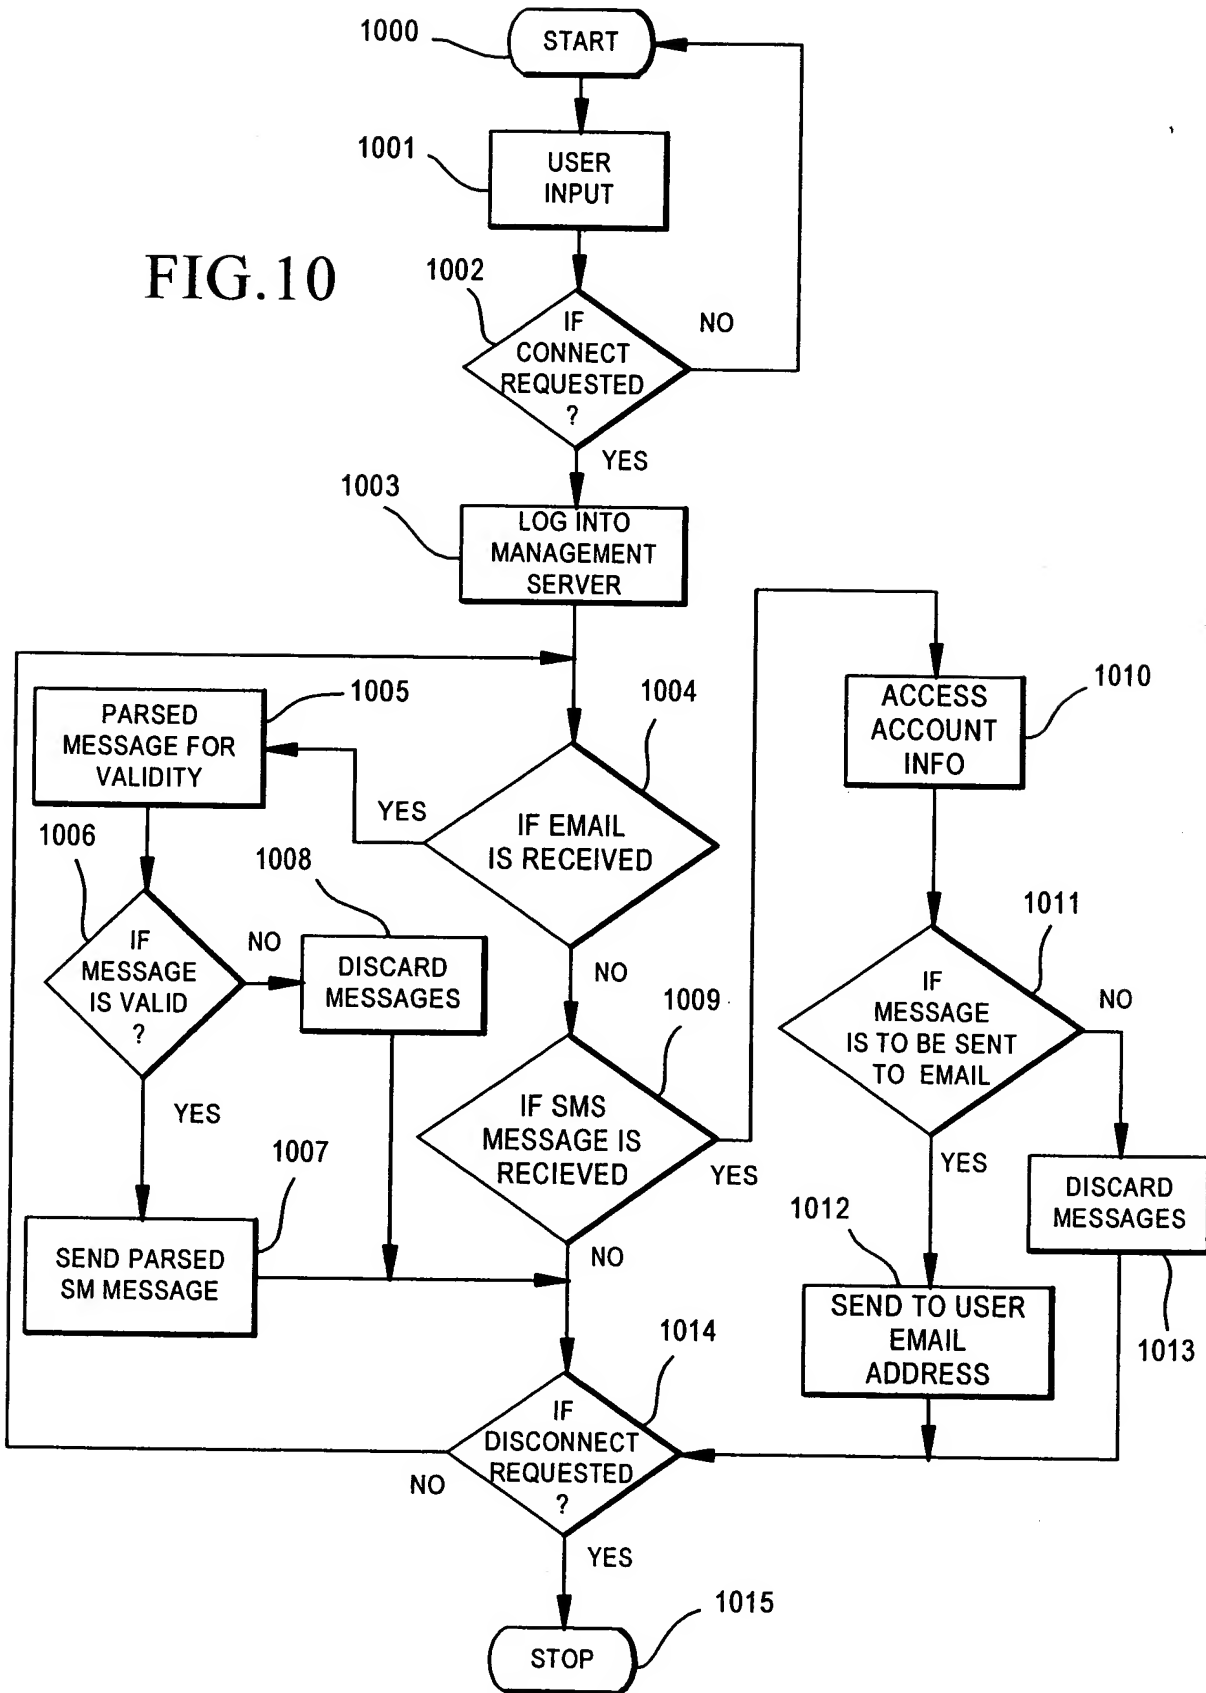 1000
START
1001
USER
INPUT
FIG.10
1002
IF
CONNECT
REQUESTED
?
NO
YES
1003
LOG INTO
MANAGEMENT
SERVER
1005
PARSED
MESSAGE FOR
VALIDITY
1004
IF EMAIL
IS RECEIVED
YES
NO
1010
ACCESS
ACCOUNT
INFO
1006
IF
MESSAGE
IS VALID
?
NO
YES
1008
DISCARD
MESSAGES
1009
IF SMS
MESSAGE IS
RECIEVED
YES
NO
1011
IF
MESSAGE
IS TO BE SENT
TO EMAIL
NO
YES
1007
SEND PARSED
SM MESSAGE
1012
SEND TO USER
EMAIL
ADDRESS
DISCARD
MESSAGES
1013
1014
IF
DISCONNECT
REQUESTED
?
NO
YES
1015
STOP